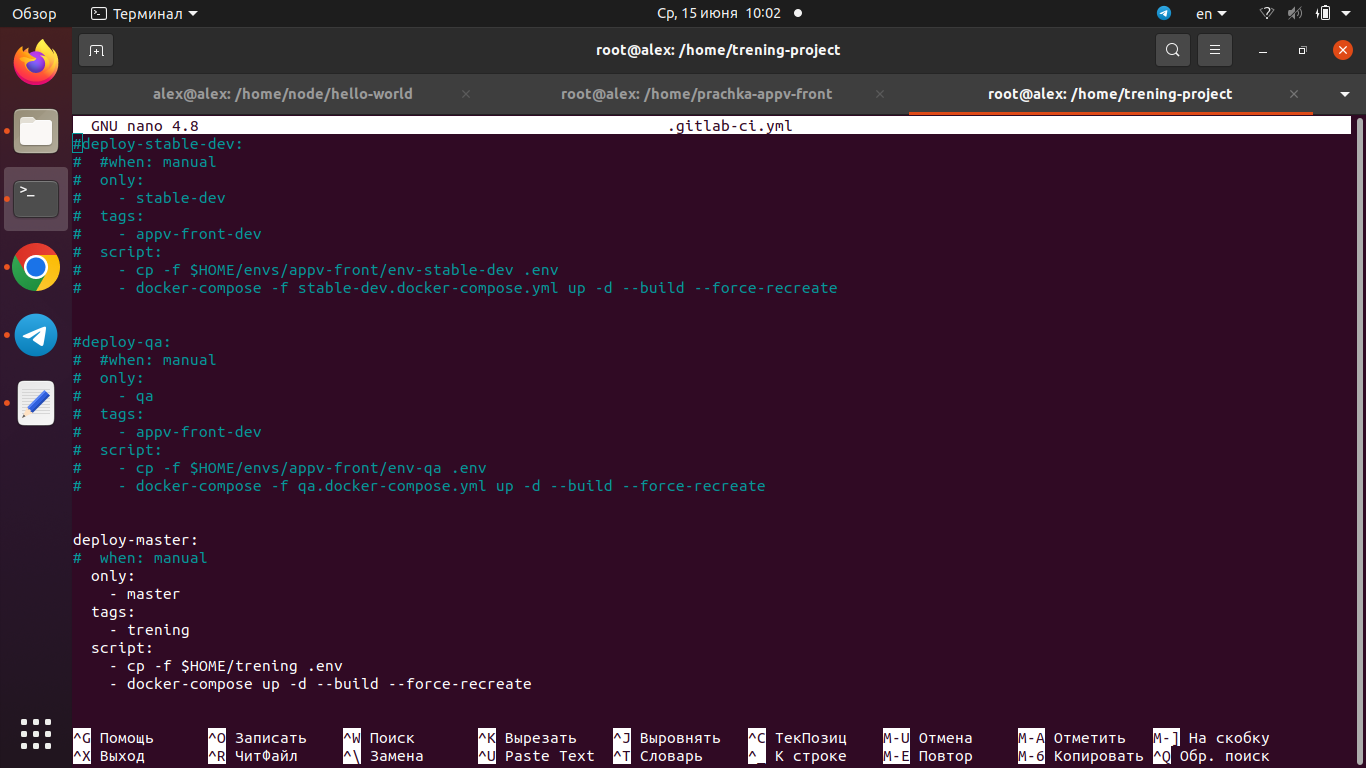 Обзор Терминал Ср, 15 июня 10:02 en
root@alex: /home/trening-project
alex@alex: /home/node/hello-world root@alex: /home/prachka-appv-front root@alex: /home/trening-project
GNU nano 4.8 .gitlab-ci.yml
#deploy-stable-dev:
#  #when: manual
#  only:
#    - stable-dev
#  tags:
#    - appv-front-dev
#  script:
#    - cp -f $HOME/envs/appv-front/env-stable-dev .env
#    - docker-compose -f stable-dev.docker-compose.yml up -d --build --force-recreate
#deploy-qa:
#  #when: manual
#  only:
#    - qa
#  tags:
#    - appv-front-dev
#  script:
#    - cp -f $HOME/envs/appv-front/env-qa .env
#    - docker-compose -f qa.docker-compose.yml up -d --build --force-recreate
deploy-master:
#  when: manual
  only:
    - master
  tags:
    - trening
  script:
    - cp -f $HOME/trening .env
    - docker-compose up -d --build --force-recreate
^G Помощь ^O Записать ^W Поиск ^K Вырезать ^J Выровнять ^C ТекПозиц M-U Отмена M-A Отметить M-] На скобку
^X Выход ^R ЧитФайл ^\ Замена ^U Paste Text ^T Словарь ^_ К строке M-E Повтор M-6 Копировать ^Q Обр. поиск